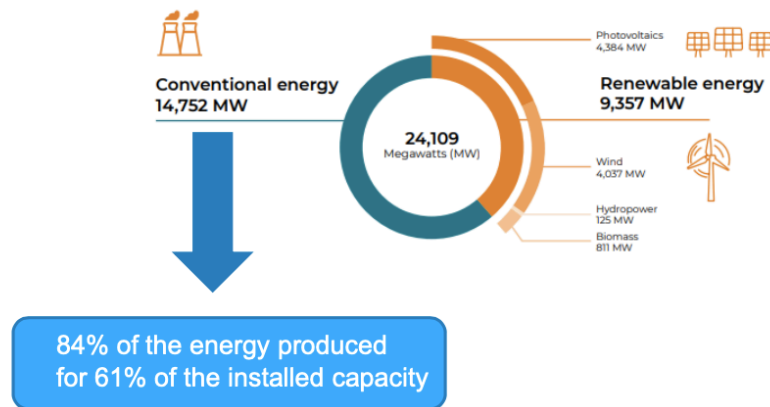 Photovoltaics
4,384 MW
Conventional energy
14,752 MW
Renewable energy
9,357 MW
24,109
Megawatts (MW)
Wind
4,037 MW
Hydropower
125 MW
Biomass
811 MW
84% of the energy produced
for 61% of the installed capacity